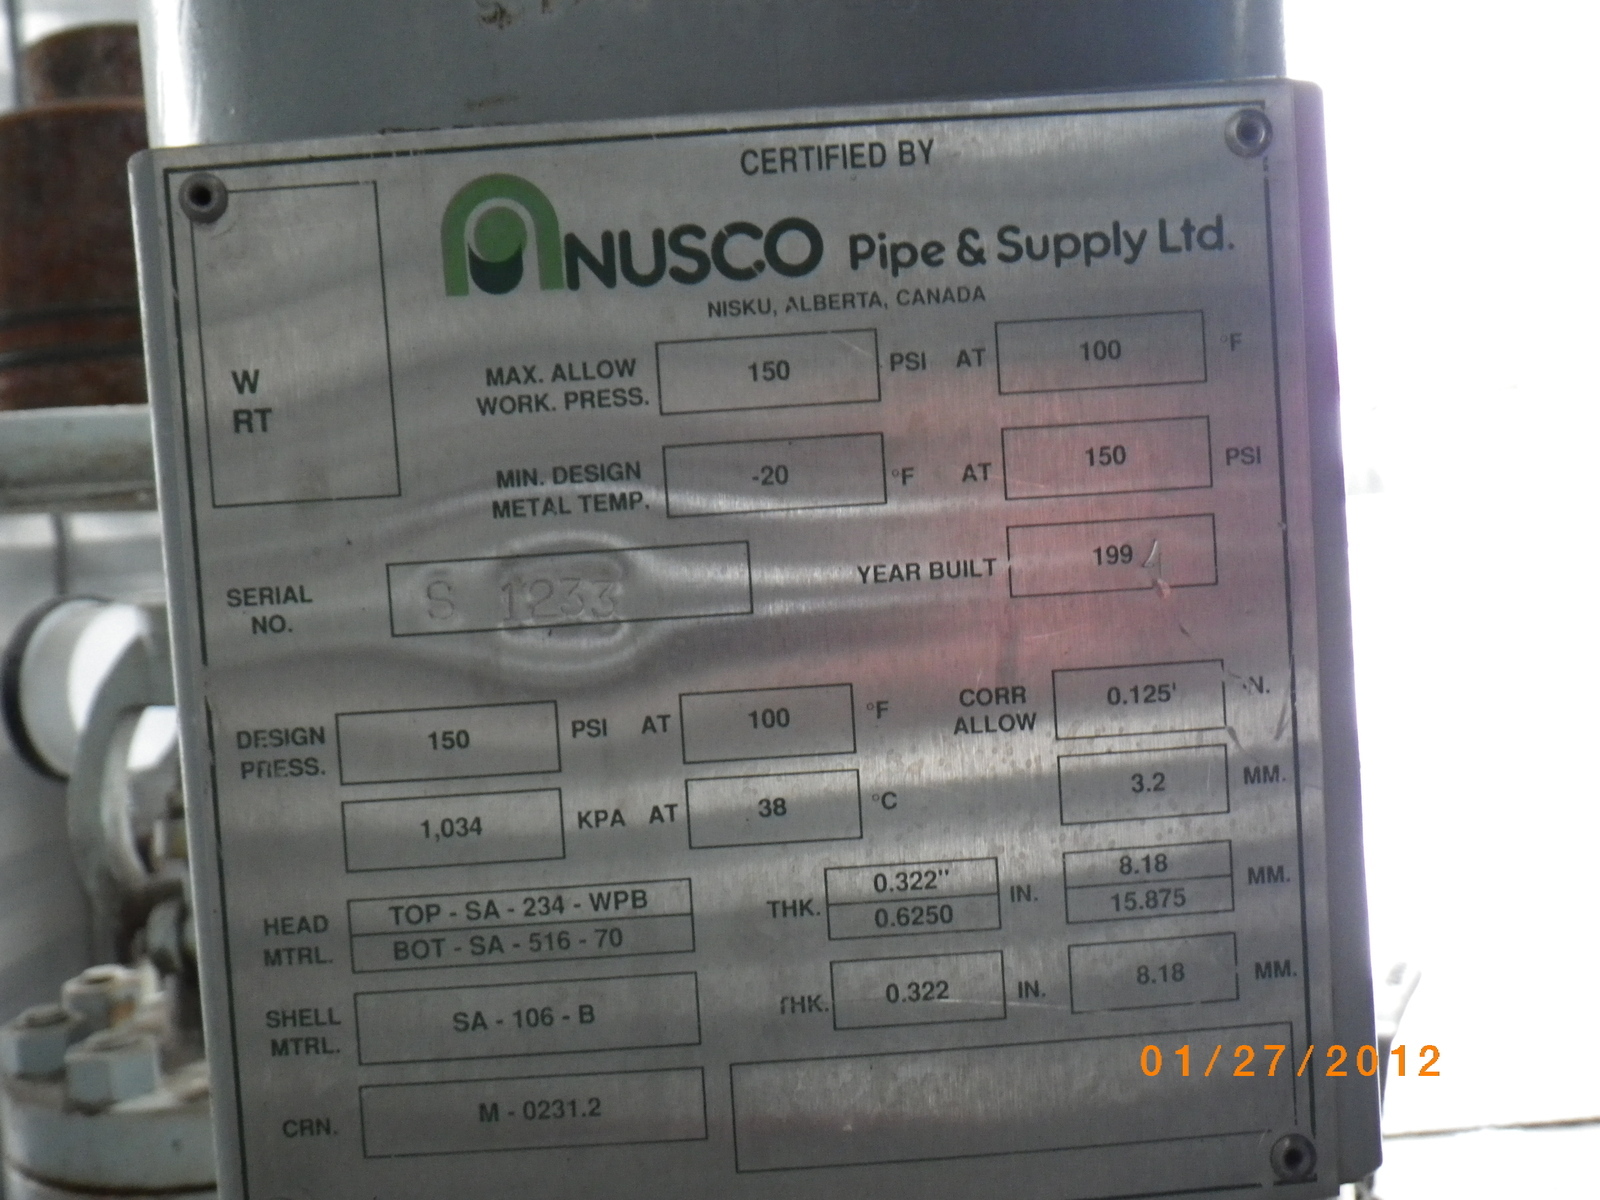 CERTIFIED BY
NUSCO Pipe & Supply Ltd.
NISKU, ALBERTA, CANADA
W
RT
MAX. ALLOW WORK. PRESS. 150 PSI AT 100 °F
MIN. DESIGN METAL TEMP. -20 °F AT 150 PSI
SERIAL NO. S 1233 YEAR BUILT 1994
DESIGN PRESS. 150 PSI AT 100 °F CORR ALLOW 0.125' IN.
1,034 KPA AT 38 °C 3.2 MM.
HEAD MTRL. TOP - SA - 234 - WPB THK. 0.322" IN. 8.18 MM.
BOT - SA - 516 - 70 0.6250 15.875
SHELL MTRL. SA - 106 - B THK. 0.322 IN. 8.18 MM.
CRN. M - 0231.2
01/27/2012